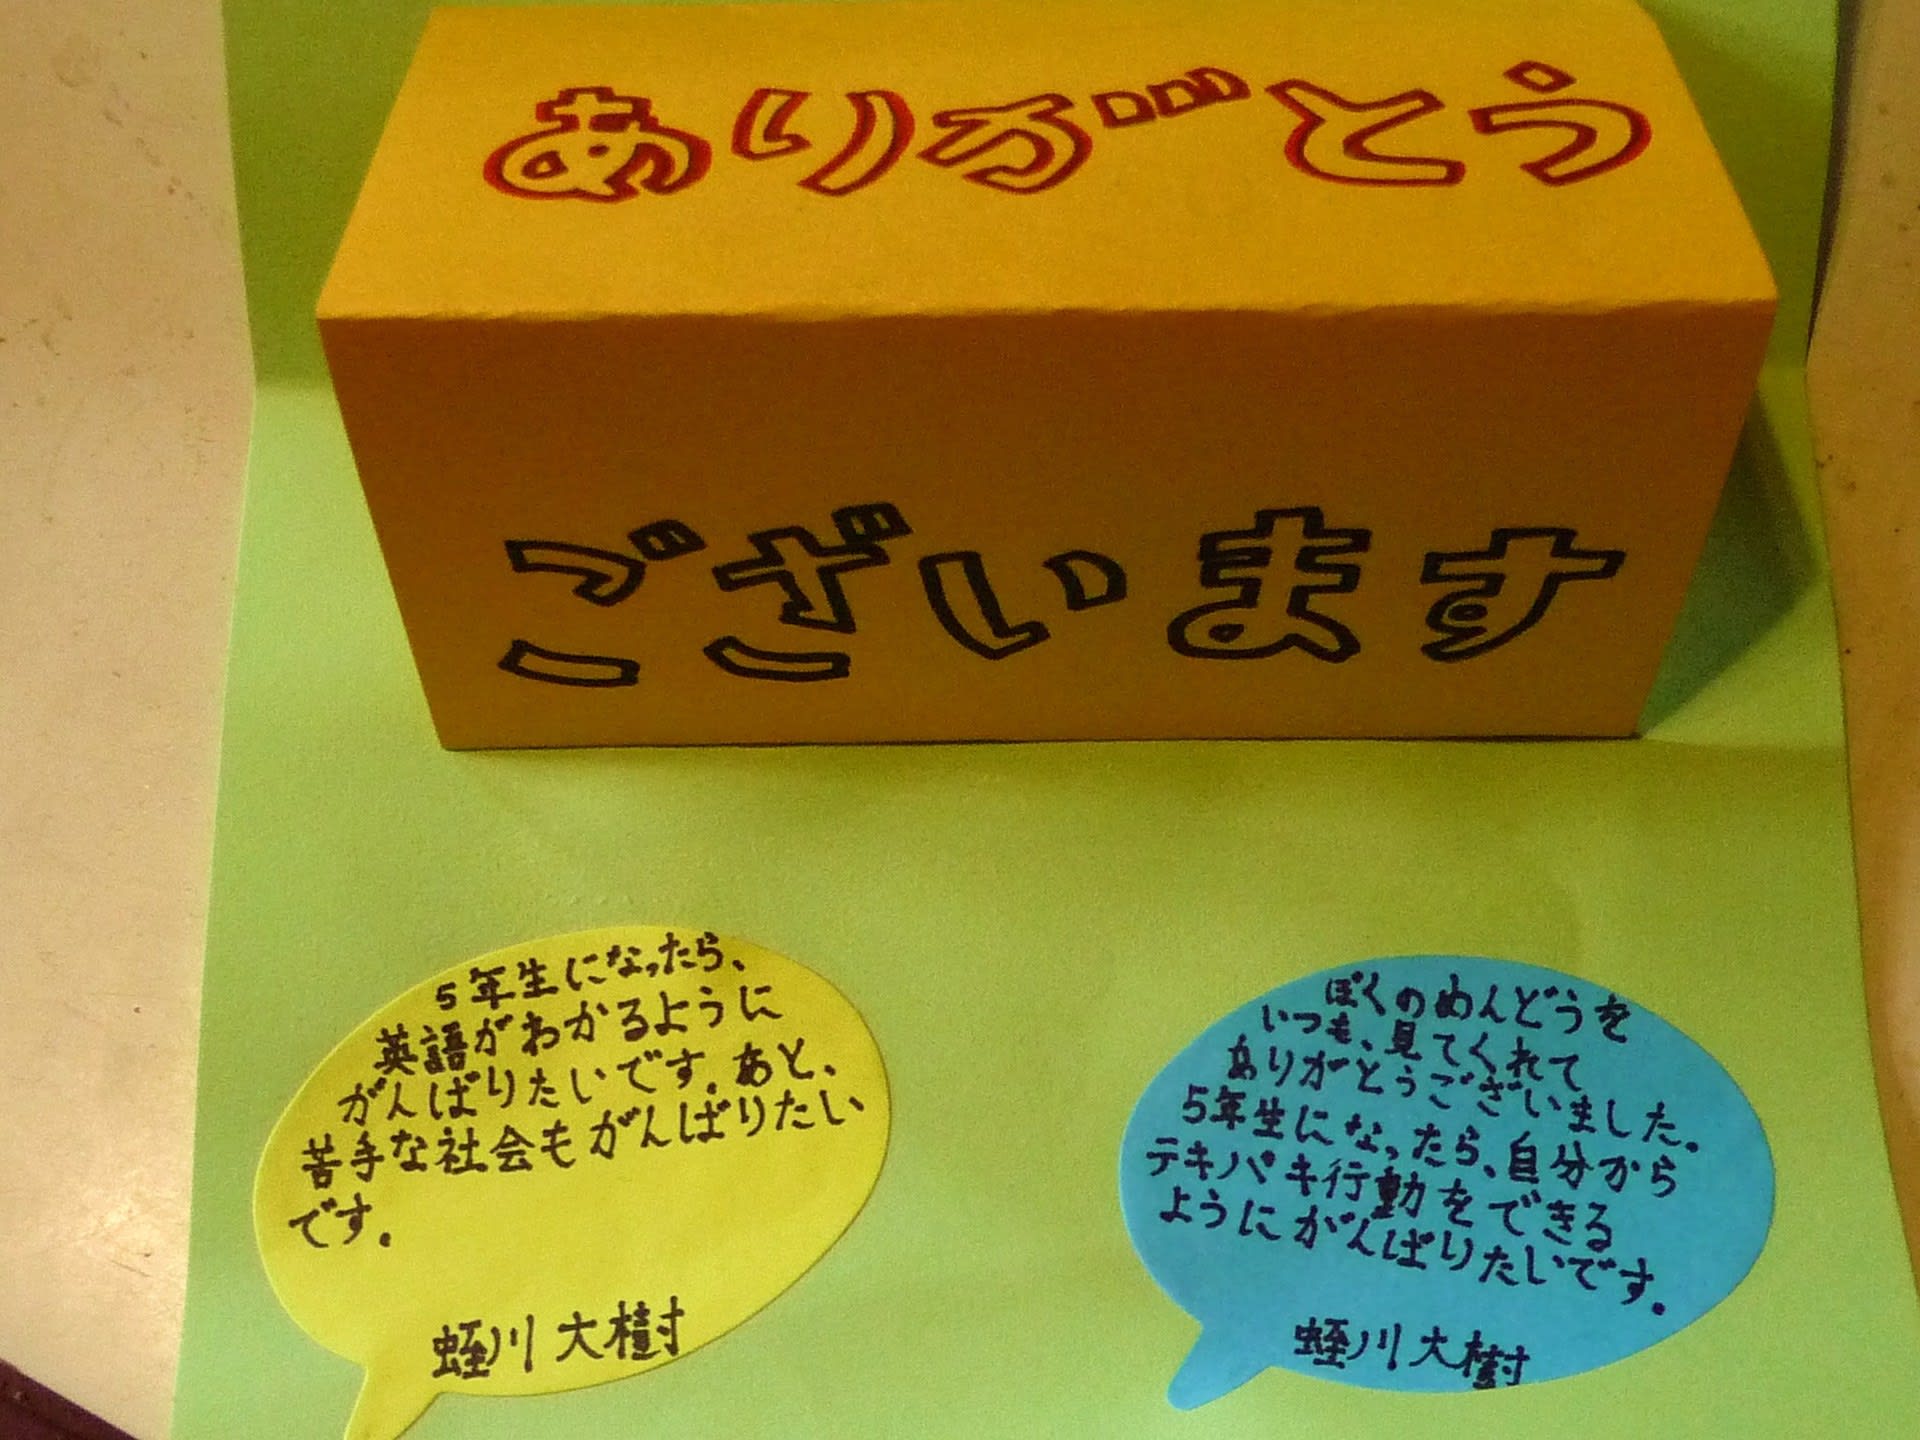 ありがとう
ございます
5年生になったら、
英語がわかるように
がんばりたいです。あと、
苦手な社会もがんばりたい
です。
蛭川大樹
ぼくのめんどうを
いつも、見てくれて
ありがとうございました。
5年生になったら、自分から
テキパキ行動をできる
ようにがんばりたいです。
蛭川大樹